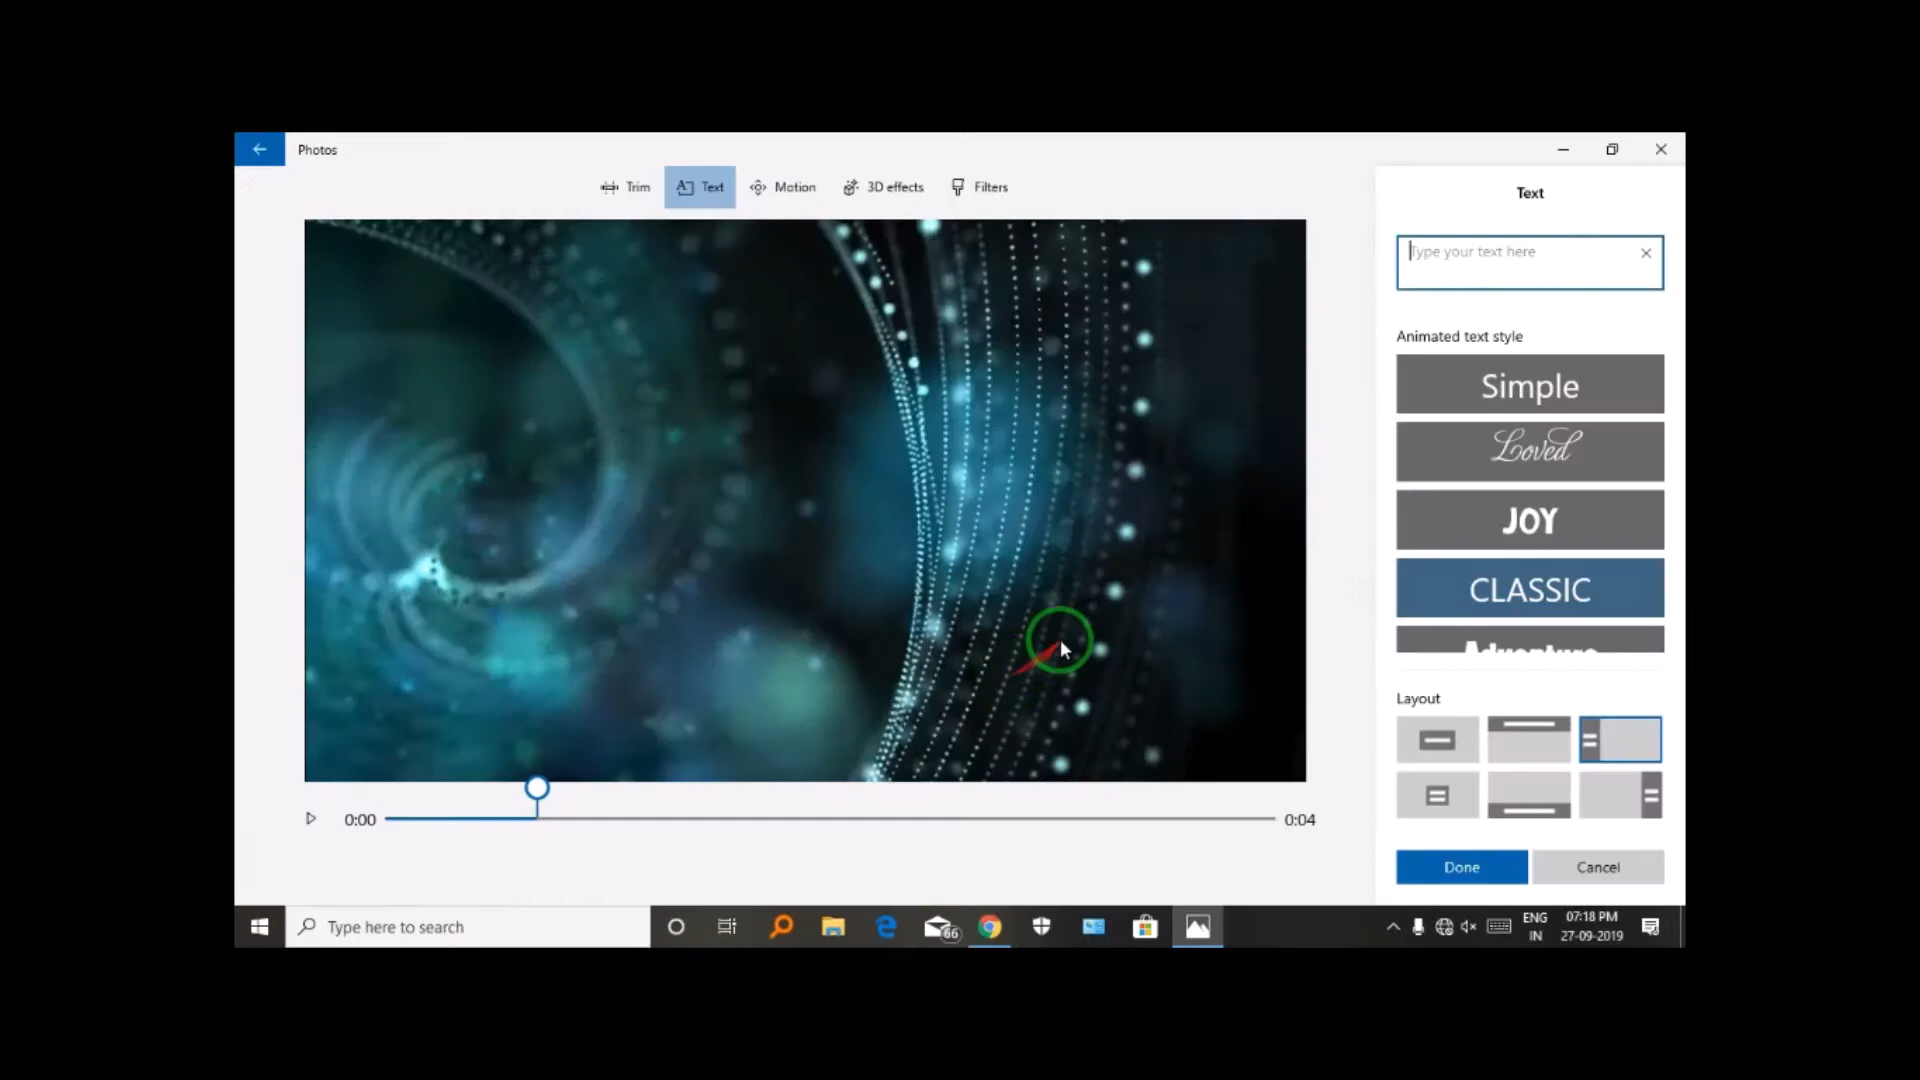 Photos
Trim
Text
Motion
3D effects
Filters
Text
Type your text here
Animated text style
Simple
Loved
JOY
CLASSIC
Adventure
Layout
0:00
0:04
Done
Cancel
Type here to search
66
ENG
IN
07:18 PM
27-09-2019